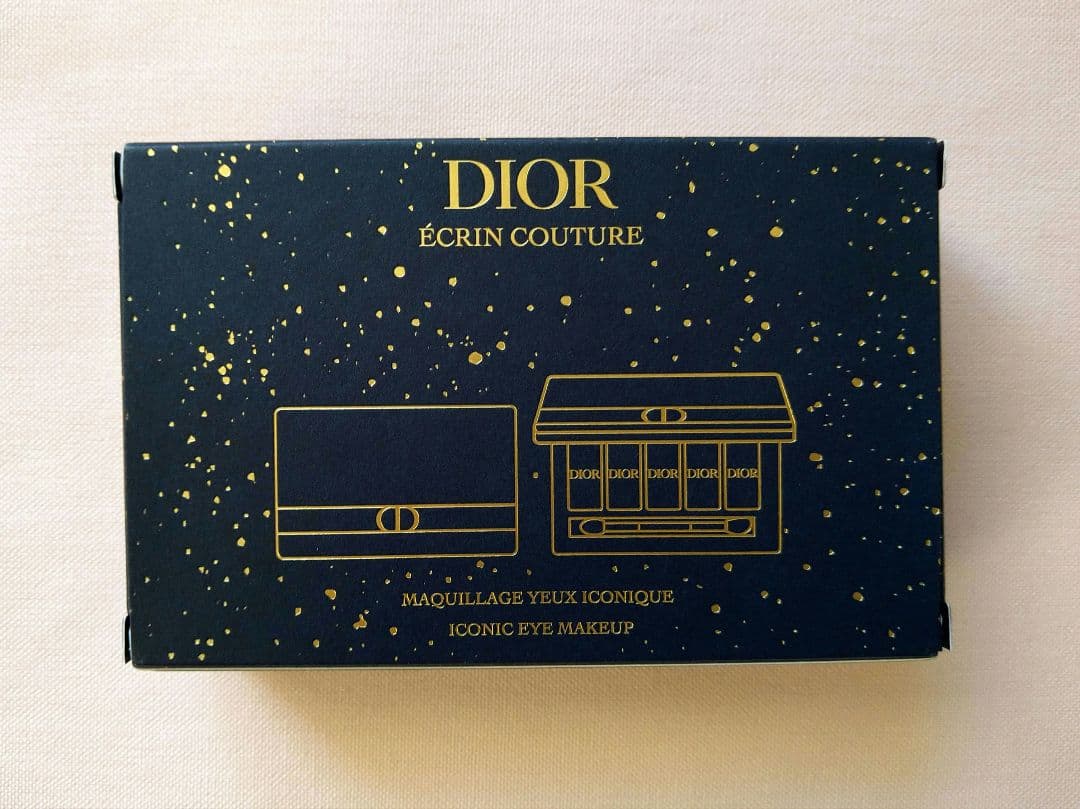 DIOR
ÉCRIN COUTURE
DIOR DIOR DIOR DIOR DIOR
MAQUILLAGE YEUX ICONIQUE
ICONIC EYE MAKEUP